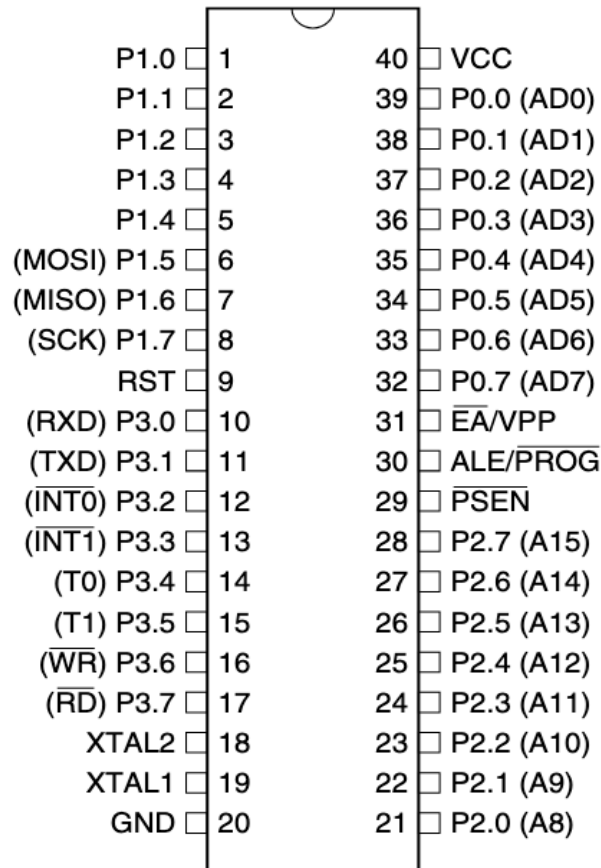 P1.0 1 40 VCC
P1.1 2 39 P0.0 (AD0)
P1.2 3 38 P0.1 (AD1)
P1.3 4 37 P0.2 (AD2)
P1.4 5 36 P0.3 (AD3)
(MOSI) P1.5 6 35 P0.4 (AD4)
(MISO) P1.6 7 34 P0.5 (AD5)
(SCK) P1.7 8 33 P0.6 (AD6)
RST 9 32 P0.7 (AD7)
(RXD) P3.0 10 31 E̅A̅/VPP
(TXD) P3.1 11 30 ALE/P̅R̅O̅G̅
(I̅N̅T̅0̅) P3.2 12 29 P̅S̅E̅N̅
(I̅N̅T̅1̅) P3.3 13 28 P2.7 (A15)
(T0) P3.4 14 27 P2.6 (A14)
(T1) P3.5 15 26 P2.5 (A13)
(W̅R̅) P3.6 16 25 P2.4 (A12)
(R̅D̅) P3.7 17 24 P2.3 (A11)
XTAL2 18 23 P2.2 (A10)
XTAL1 19 22 P2.1 (A9)
GND 20 21 P2.0 (A8)